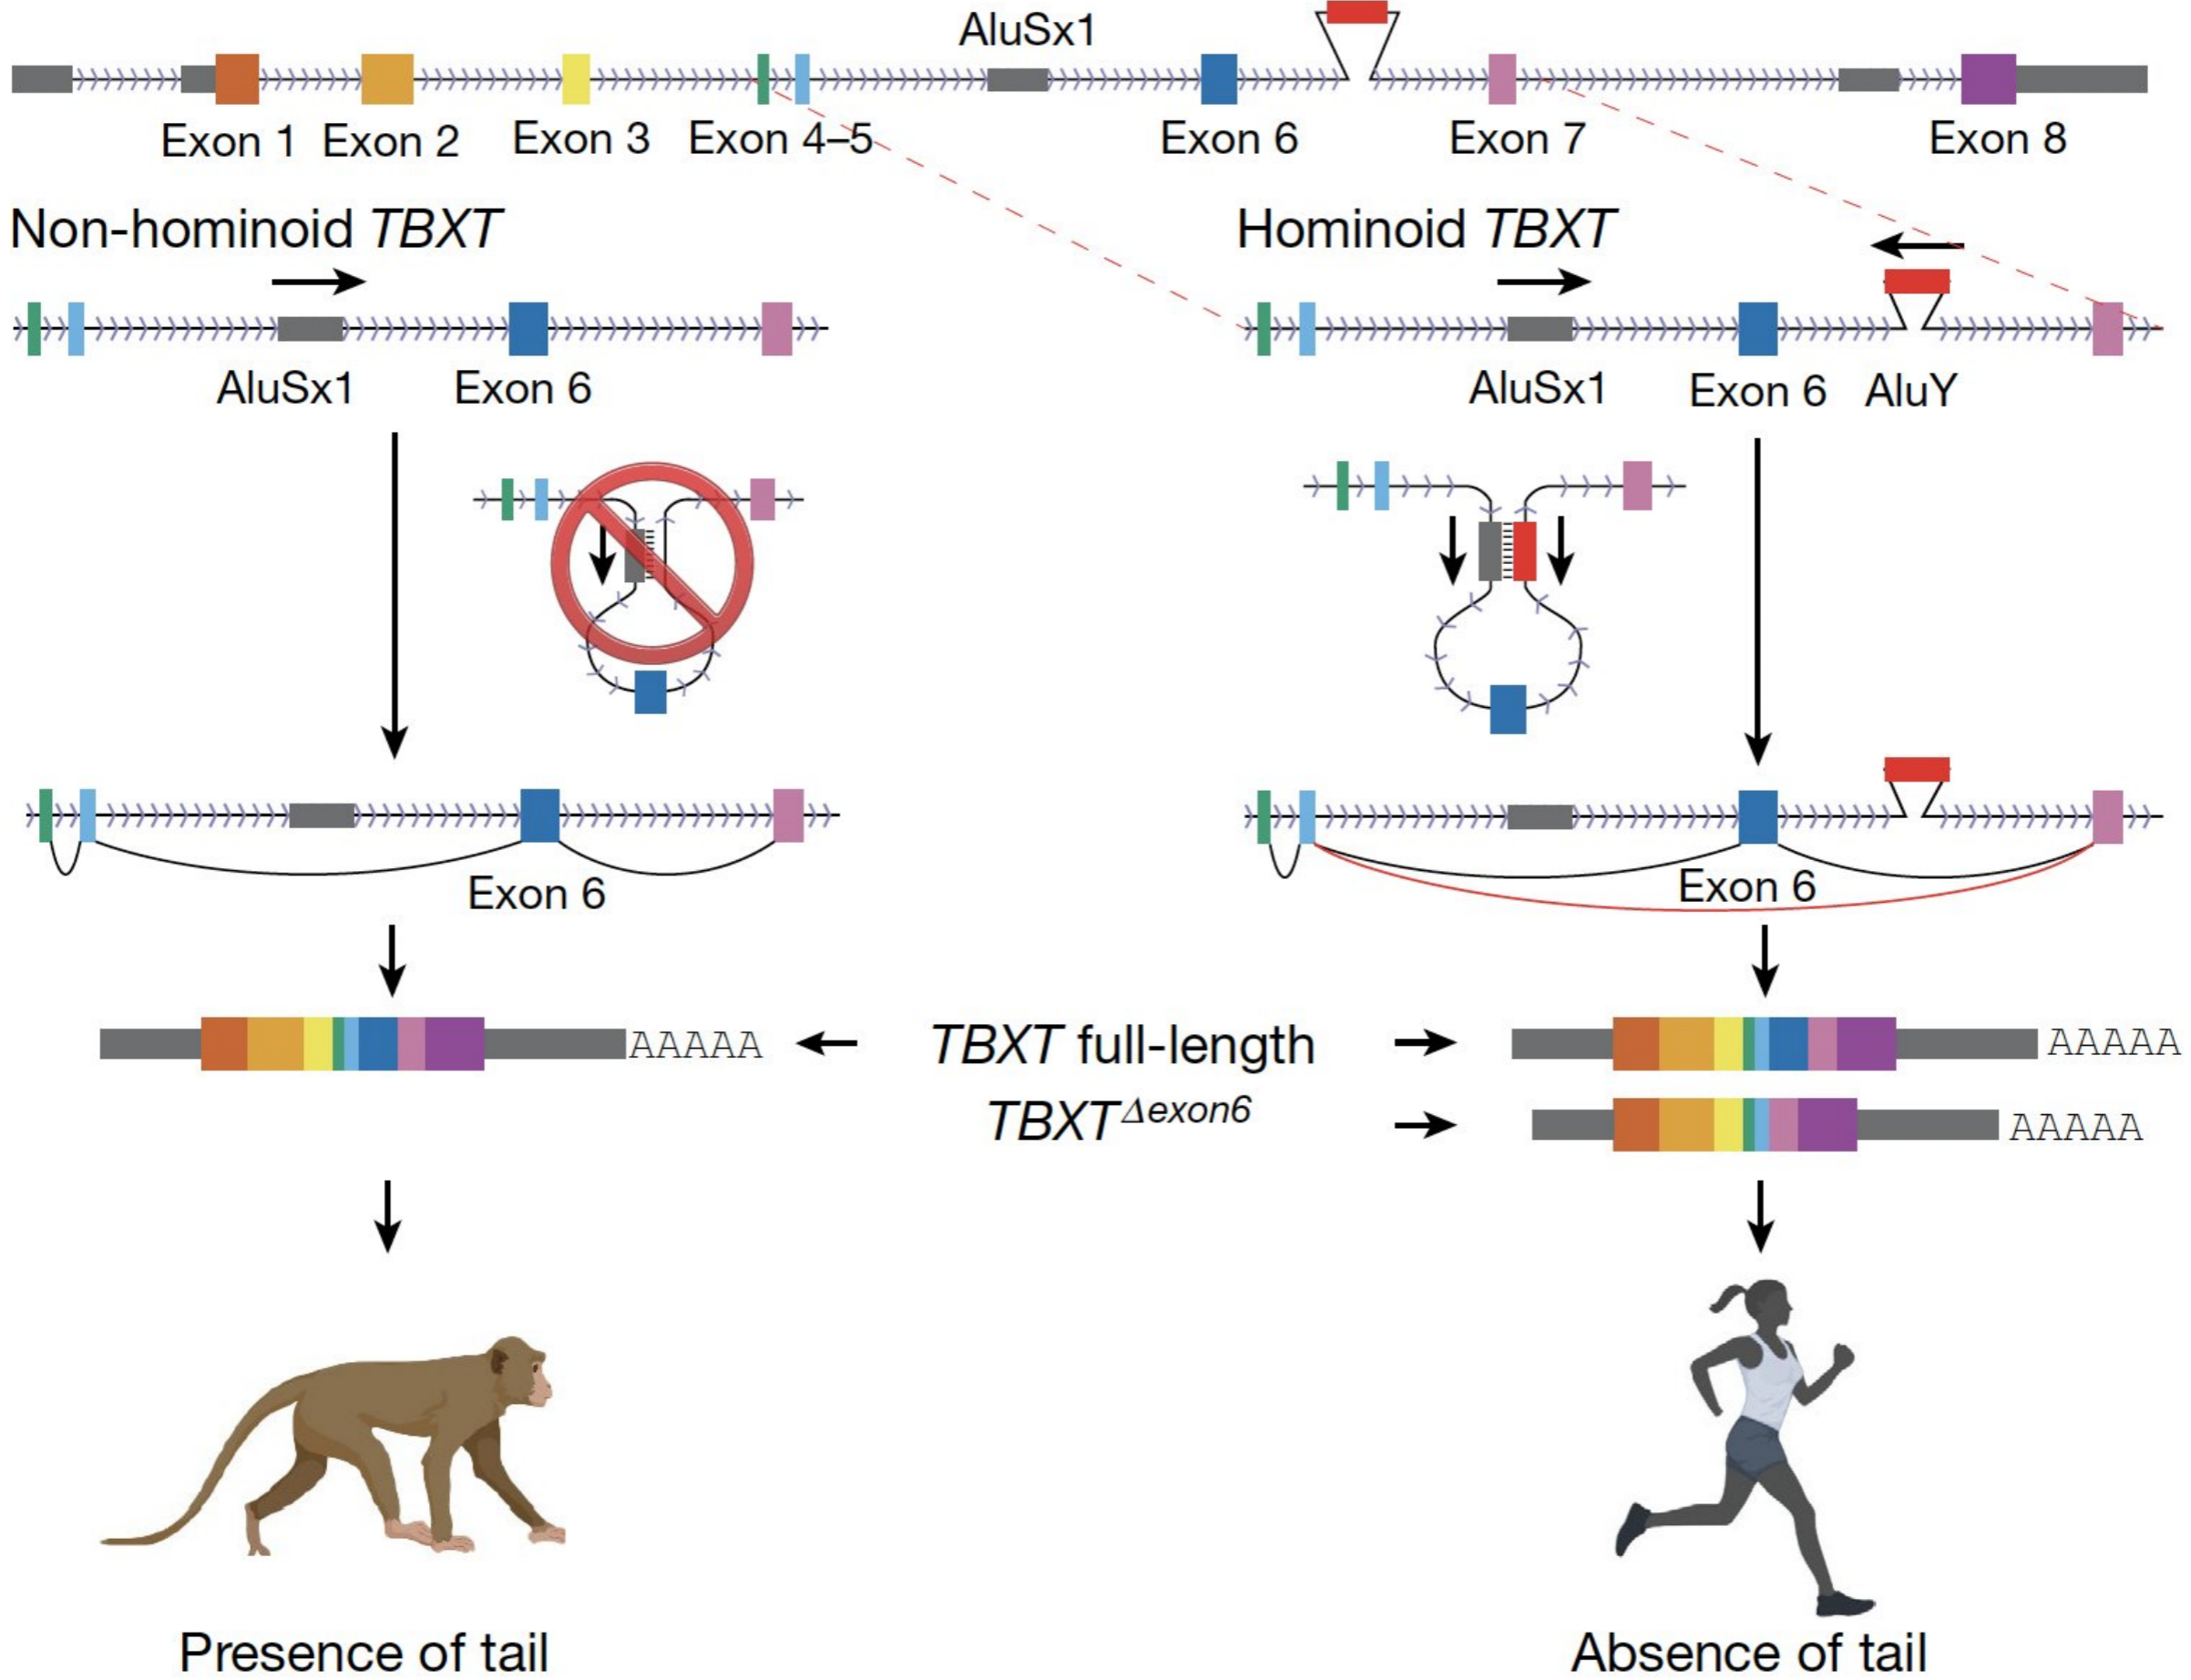 AluSx1
Exon 1 Exon 2 Exon 3 Exon 4–5 Exon 6 Exon 7 Exon 8
Non-hominoid TBXT
Hominoid TBXT
AluSx1 Exon 6
AluSx1 Exon 6 AluY
Exon 6
Exon 6
AAAAA
TBXT full-length
AAAAA
TBXTΔexon6
AAAAA
Presence of tail
Absence of tail